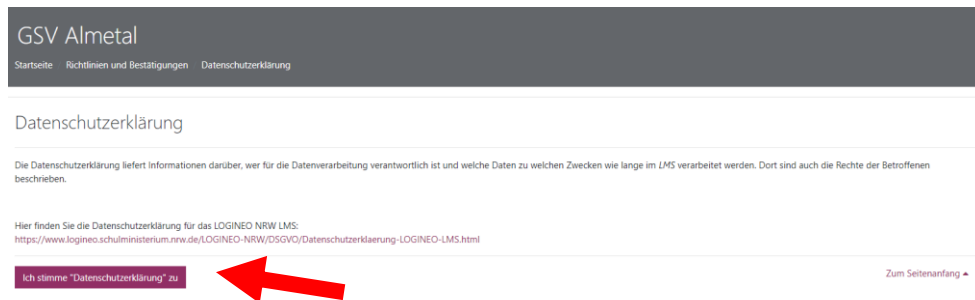 GSV Almetal
Startseite Richtlinien und Bestätigungen Datenschutzerklärung
Datenschutzerklärung
Die Datenschutzerklärung liefert Informationen darüber, wer für die Datenverarbeitung verantwortlich ist und welche Daten zu welchen Zwecken wie lange im LMS verarbeitet werden. Dort sind auch die Rechte der Betroffenen
beschrieben.
Hier finden Sie die Datenschutzerklärung für das LOGINEO NRW LMS:
https://www.logineo.schulministerium.nrw.de/LOGINEO-NRW/DSGVO/Datenschutzerklaerung-LOGINEO-LMS.html
Ich stimme "Datenschutzerklärung" zu
Zum Seitenanfang